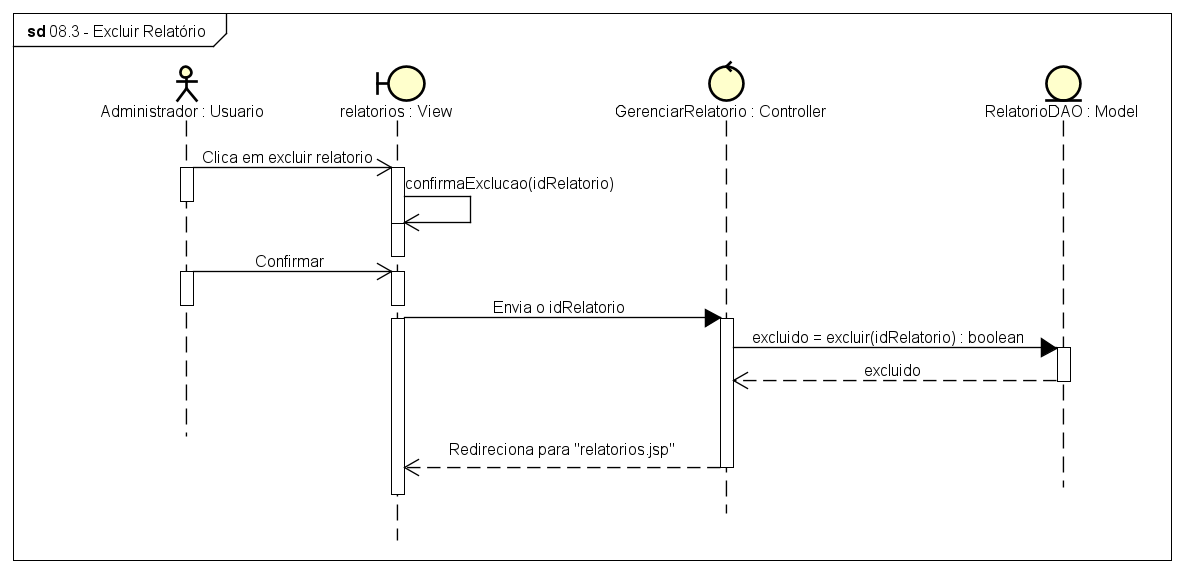 sd 08.3 - Excluir Relatório
Administrador : Usuario
relatorios : View
GerenciarRelatorio : Controller
RelatorioDAO : Model
Clica em excluir relatorio
confirmaExclucao(idRelatorio)
Confirmar
Envia o idRelatorio
excluido = excluir(idRelatorio) : boolean
excluido
Redireciona para "relatorios.jsp"